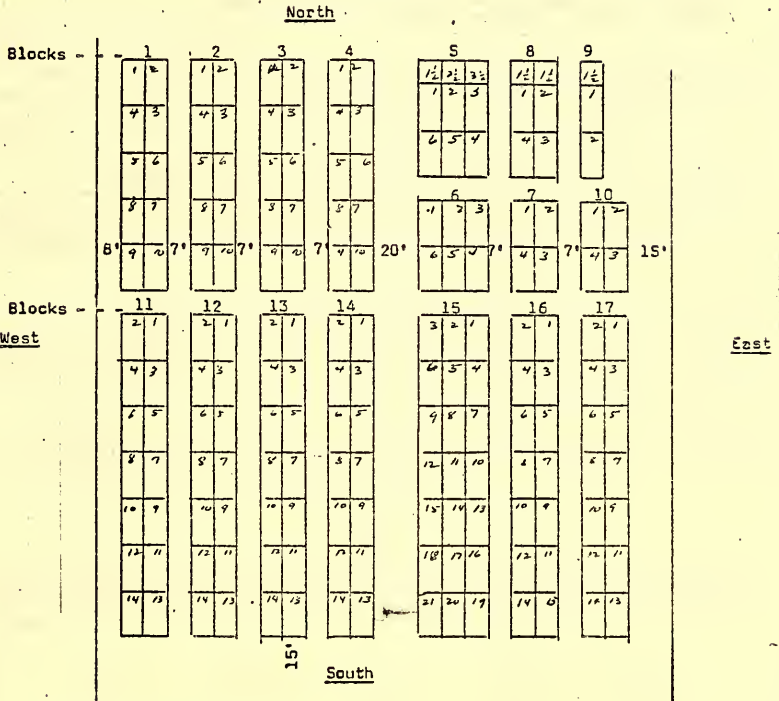 North
Blocks - - 1 2 3 4 5 8 9
1 2 1 2 1 2 1 2 1½ 2½ 3½ 1½ 1½ 1½
1 2 3 1 2 1
4 3 4 3 4 3 4 3
6 5 4 4 3 2
5 6 5 6 5 6 5 6
6 7 10
8 7 8 7 8 7 8 7 1 2 3 1 2 1 2
8' 9 10 7' 9 10 7' 9 10 7' 9 10 20' 6 5 4 7' 4 3 7' 4 3 15'
Blocks - - 11 12 13 14 15 16 17
West
East
2 1 2 1 2 1 2 1 3 2 1 2 1 2 1
4 3 4 3 4 3 4 3 6 5 4 4 3 4 3
6 5 6 5 6 5 6 5 9 8 7 6 5 6 5
8 7 8 7 8 7 8 7 12 11 10 8 7 8 7
10 9 10 9 10 9 10 9 15 14 13 10 9 10 9
12 11 12 11 12 11 12 11 18 17 16 12 11 12 11
14 13 14 13 14 13 14 13 21 20 19 14 15 14 13
15'
South